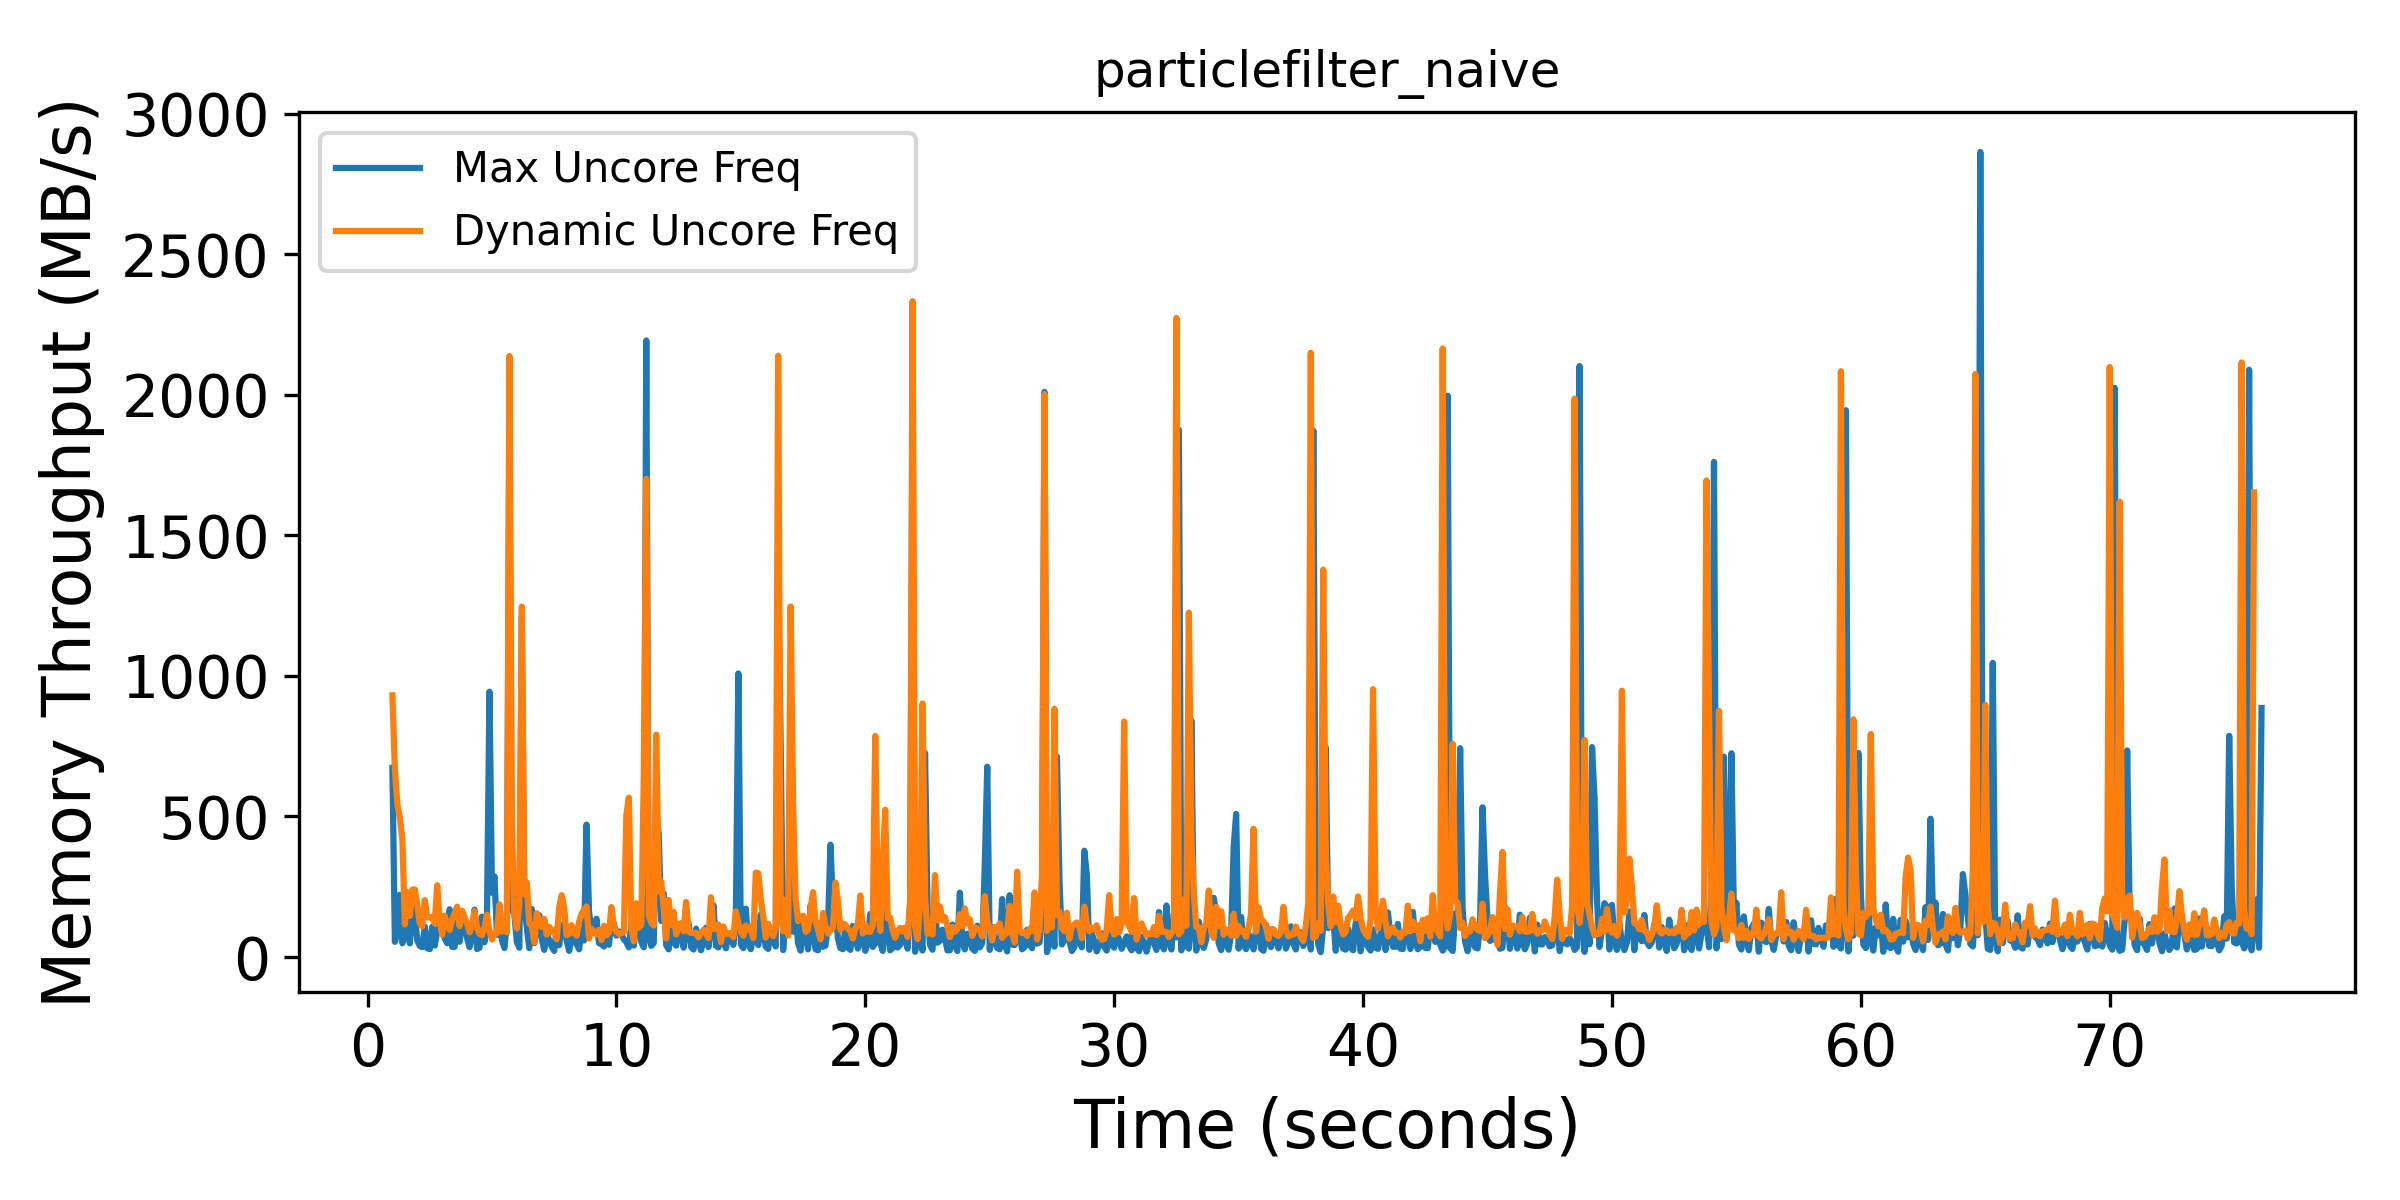 particlefilter_naive
Memory Throughput (MB/s)
3000
2500
2000
1500
1000
500
0
Max Uncore Freq
Dynamic Uncore Freq
0 10 20 30 40 50 60 70
Time (seconds)